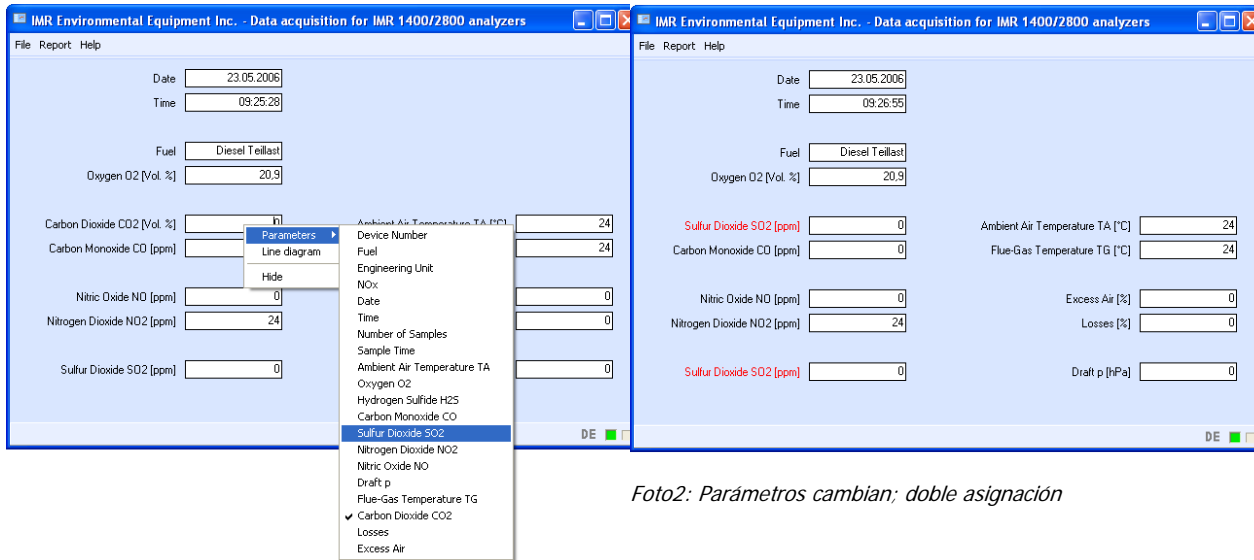 IMR Environmental Equipment Inc. - Data acquisition for IMR 1400/2800 analyzers
File Report Help
Date 23.05.2006
Time 09:25:28
Fuel Diesel Teillast
Oxygen O2 [Vol. %] 20,9
Carbon Dioxide CO2 [Vol. %] 0 Ambient Air Temperature TA [°C] 24
Carbon Monoxide CO [ppm] 24
Nitric Oxide NO [ppm] 0 0
Nitrogen Dioxide NO2 [ppm] 24 0
Sulfur Dioxide SO2 [ppm] 0 0
DE
Parameters
Line diagram
Hide
Device Number
Fuel
Engineering Unit
NOx
Date
Time
Number of Samples
Sample Time
Ambient Air Temperature TA
Oxygen O2
Hydrogen Sulfide H2S
Carbon Monoxide CO
Sulfur Dioxide SO2
Nitrogen Dioxide NO2
Nitric Oxide NO
Draft p
Flue-Gas Temperature TG
Carbon Dioxide CO2
Losses
Excess Air
IMR Environmental Equipment Inc. - Data acquisition for IMR 1400/2800 analyzers
File Report Help
Date 23.05.2006
Time 09:26:55
Fuel Diesel Teillast
Oxygen O2 [Vol. %] 20,9
Sulfur Dioxide SO2 [ppm] 0 Ambient Air Temperature TA [°C] 24
Carbon Monoxide CO [ppm] 0 Flue-Gas Temperature TG [°C] 24
Nitric Oxide NO [ppm] 0 Excess Air [%] 0
Nitrogen Dioxide NO2 [ppm] 24 Losses [%] 0
Sulfur Dioxide SO2 [ppm] 0 Draft p [hPa] 0
DE
Foto2: Parámetros cambian; doble asignación